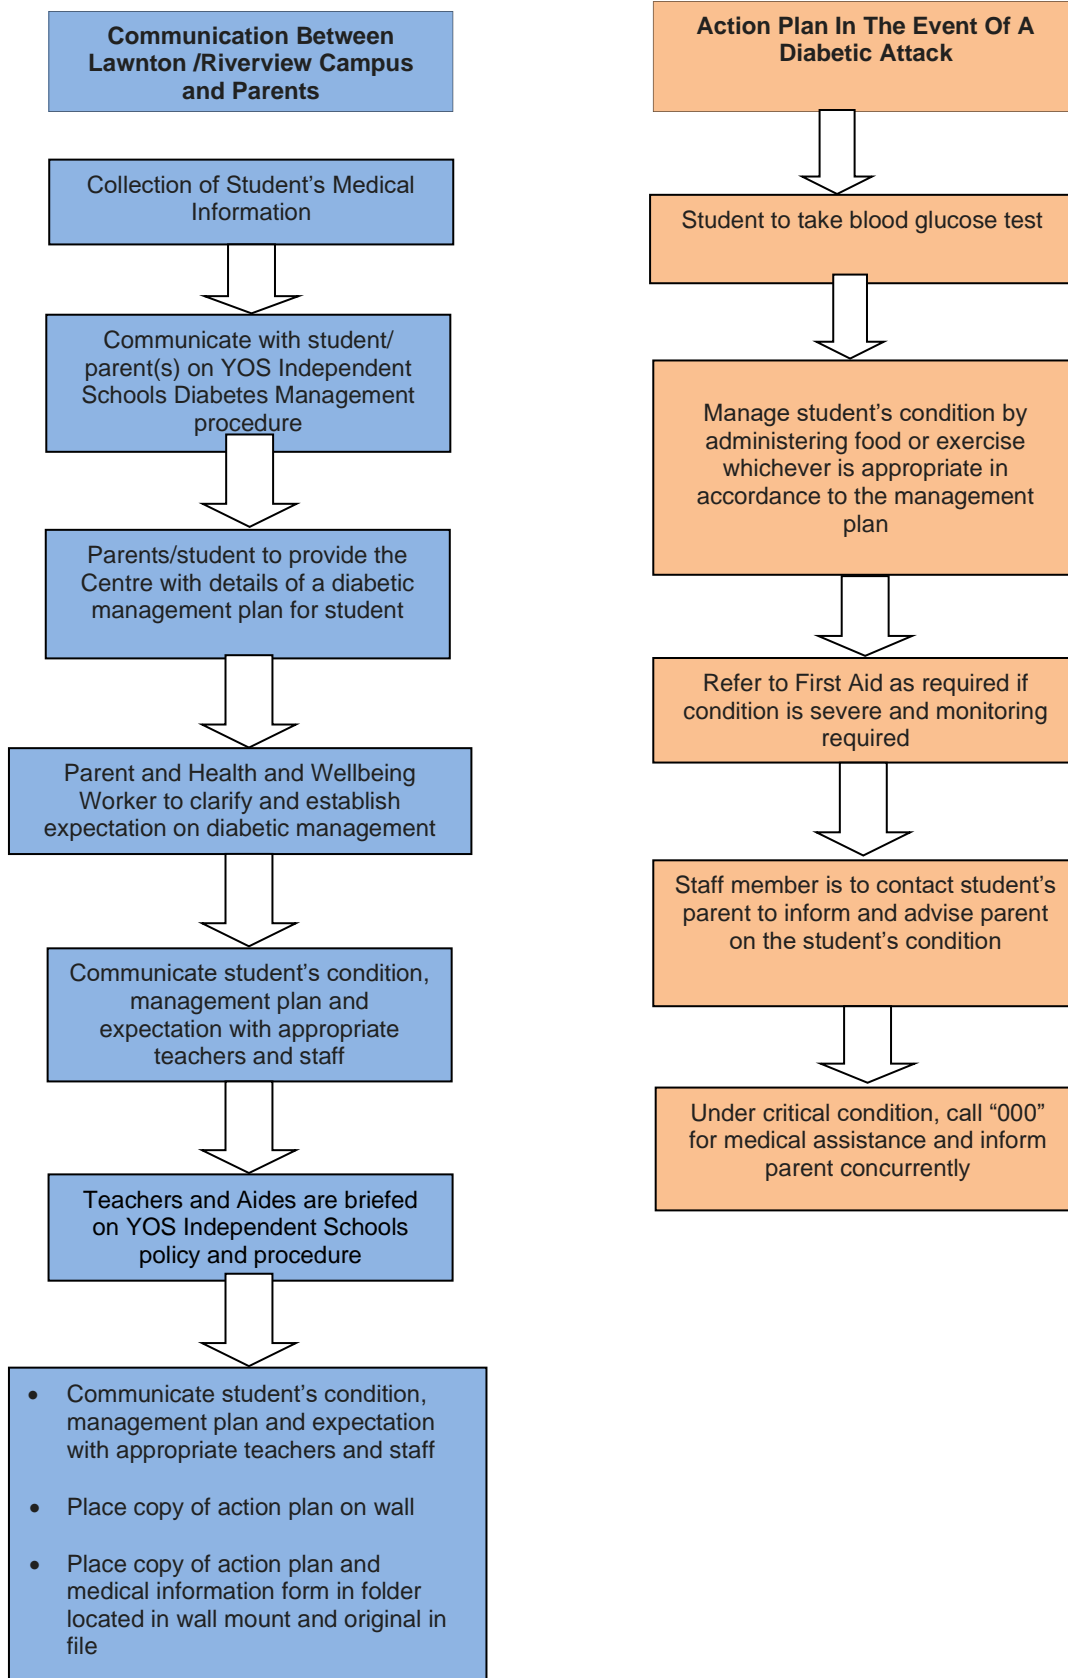 Communication Between
Lawnton /Riverview Campus
and Parents
Collection of Student’s Medical
Information
Communicate with student/
parent(s) on YOS Independent
Schools Diabetes Management
procedure
Parents/student to provide the
Centre with details of a diabetic
management plan for student
Parent and Health and Wellbeing
Worker to clarify and establish
expectation on diabetic management
Communicate student’s condition,
management plan and
expectation with appropriate
teachers and staff
Teachers and Aides are briefed
on YOS Independent Schools
policy and procedure
• Communicate student’s condition,
management plan and expectation
with appropriate teachers and staff
• Place copy of action plan on wall
• Place copy of action plan and
medical information form in folder
located in wall mount and original in
file
Action Plan In The Event Of A
Diabetic Attack
Student to take blood glucose test
Manage student’s condition by
administering food or exercise
whichever is appropriate in
accordance to the management
plan
Refer to First Aid as required if
condition is severe and monitoring
required
Staff member is to contact student’s
parent to inform and advise parent
on the student’s condition
Under critical condition, call “000”
for medical assistance and inform
parent concurrently